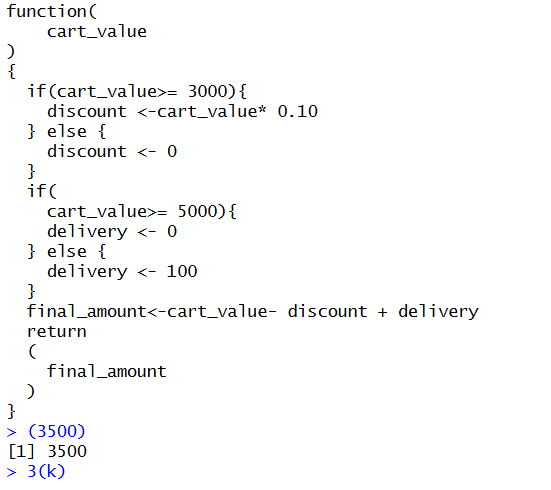 function(
    cart_value
)
{
  if(cart_value>= 3000){
    discount <-cart_value* 0.10
  } else {
    discount <- 0
  }
  if(
    cart_value>= 5000){
    delivery <- 0
  } else {
    delivery <- 100
  }
  final_amount<-cart_value- discount + delivery
  return
  (
    final_amount
  )
}
> (3500)
[1] 3500
> 3(k)